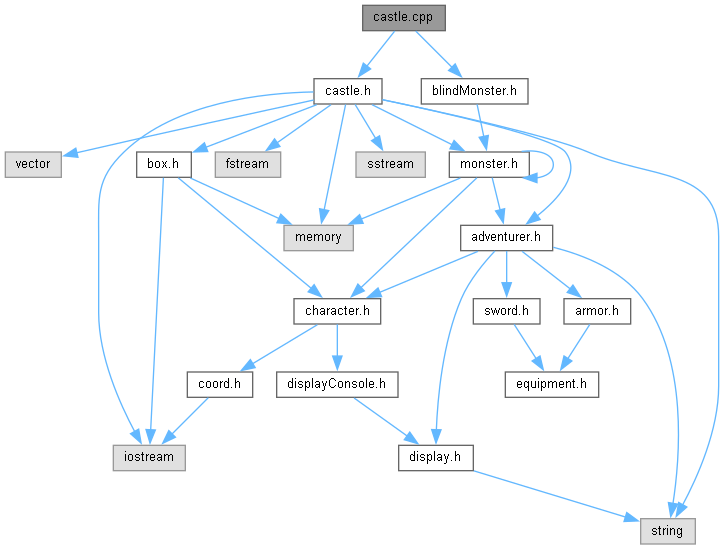 castle.cpp
castle.h
blindMonster.h
vector
box.h
fstream
sstream
monster.h
memory
adventurer.h
character.h
sword.h
armor.h
coord.h
displayConsole.h
equipment.h
iostream
display.h
string